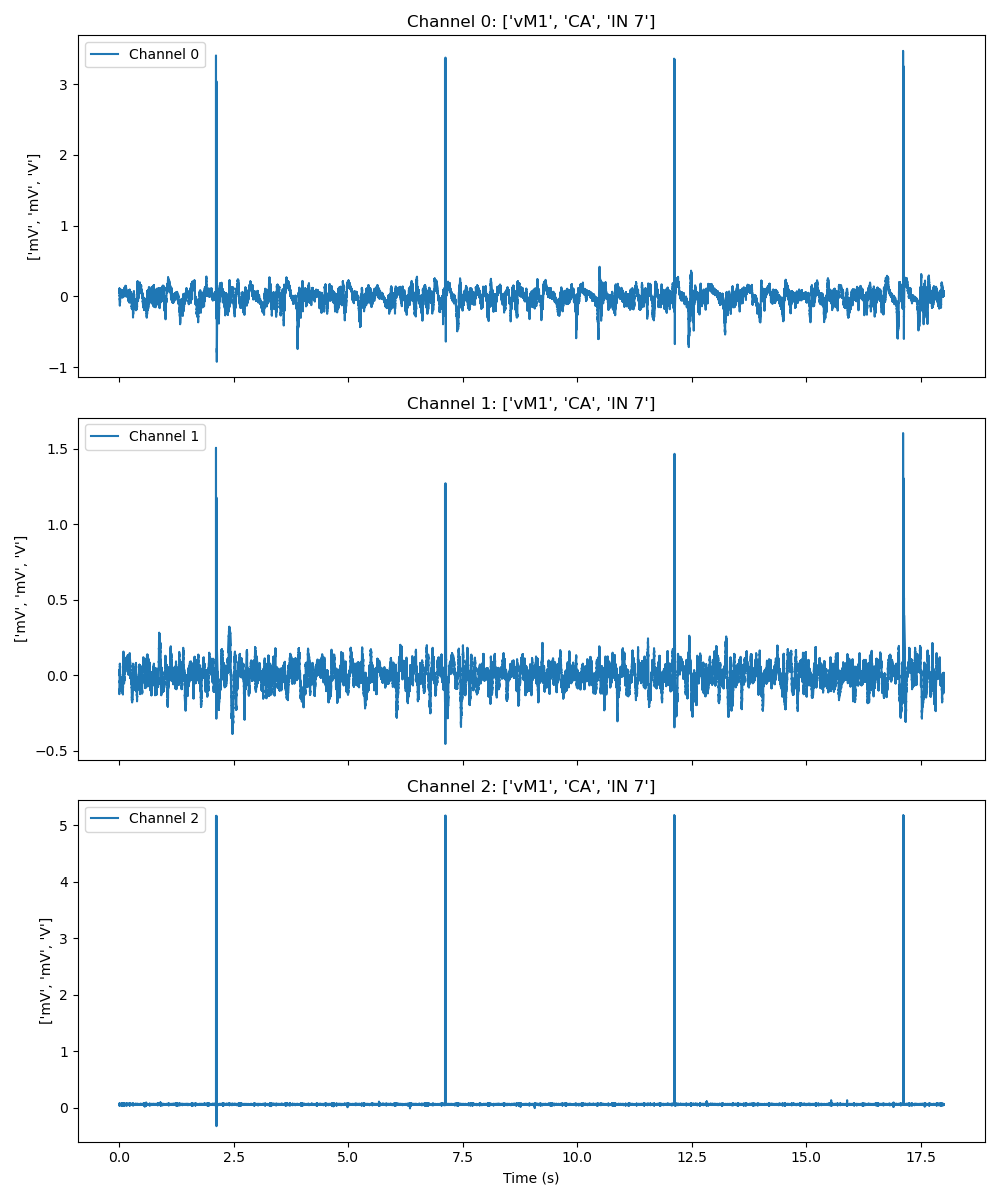 Channel 0: ['vM1', 'CA', 'IN 7']
Channel 0
3
2
1
0
−1
['mV', 'mV', 'V']
Channel 1: ['vM1', 'CA', 'IN 7']
Channel 1
1.5
1.0
0.5
0.0
−0.5
['mV', 'mV', 'V']
Channel 2: ['vM1', 'CA', 'IN 7']
Channel 2
5
4
3
2
1
0
['mV', 'mV', 'V']
0.0 2.5 5.0 7.5 10.0 12.5 15.0 17.5
Time (s)